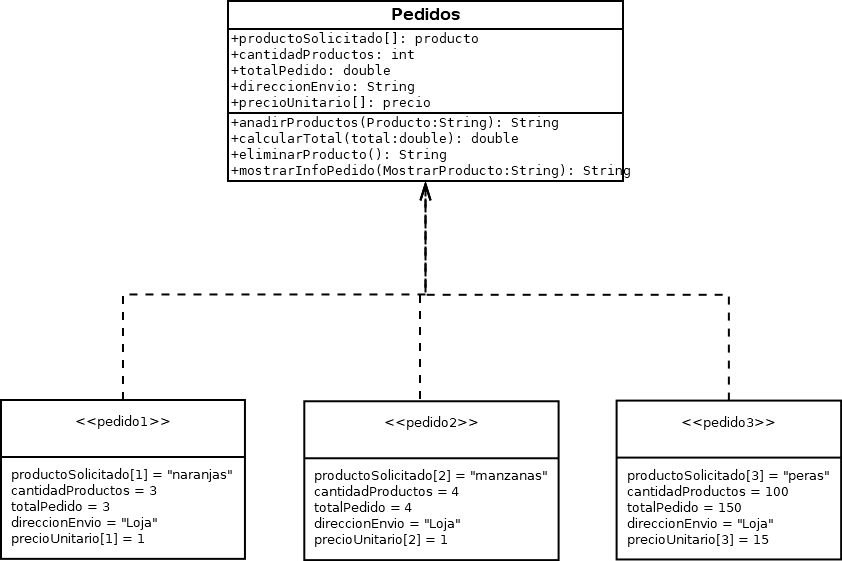 Pedidos
+productoSolicitado[]: producto
+cantidadProductos: int
+totalPedido: double
+direccionEnvio: String
+precioUnitario[]: precio
+anadirProductos(Producto:String): String
+calcularTotal(total:double): double
+eliminarProducto(): String
+mostrarInfoPedido(MostrarProducto:String): String
<<pedido1>>
productoSolicitado[1] = "naranjas"
cantidadProductos = 3
totalPedido = 3
direccionEnvio = "Loja"
precioUnitario[1] = 1
<<pedido2>>
productoSolicitado[2] = "manzanas"
cantidadProductos = 4
totalPedido = 4
direccionEnvio = "Loja"
precioUnitario[2] = 1
<<pedido3>>
productoSolicitado[3] = "peras"
cantidadProductos = 100
totalPedido = 150
direccionEnvio = "Loja"
precioUnitario[3] = 15